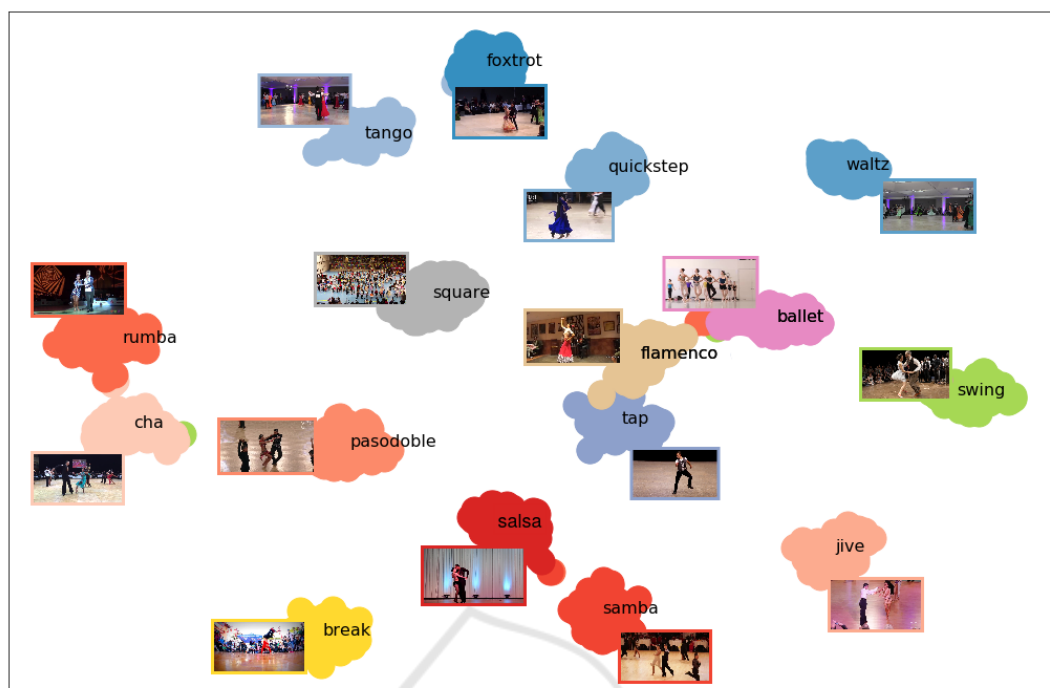 foxtrot
tango
quickstep
waltz
square
ballet
rumba
flamenco
swing
cha
tap
pasodoble
salsa
jive
samba
break